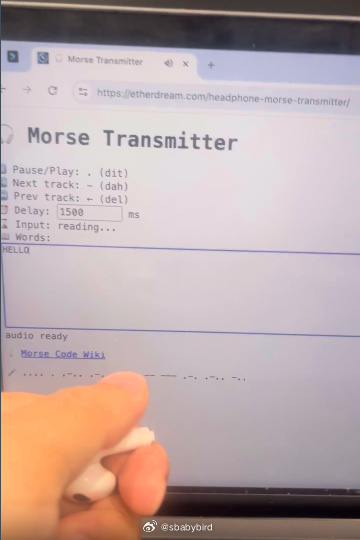 Morse Transmitter
https://etherdream.com/headphone-morse-transmitter/
Morse Transmitter
Pause/Play: . (dit)
Next track: - (dah)
Prev track: ← (del)
Delay: 1500 ms
Input: reading...
Words:
HELLO
audio ready
Morse Code Wiki
@sbabybird